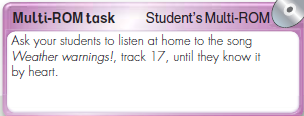 Multi-ROM task Student's Multi-ROM
Ask your students to listen at home to the song
Weather warnings!, track 17, until they know it
by heart.